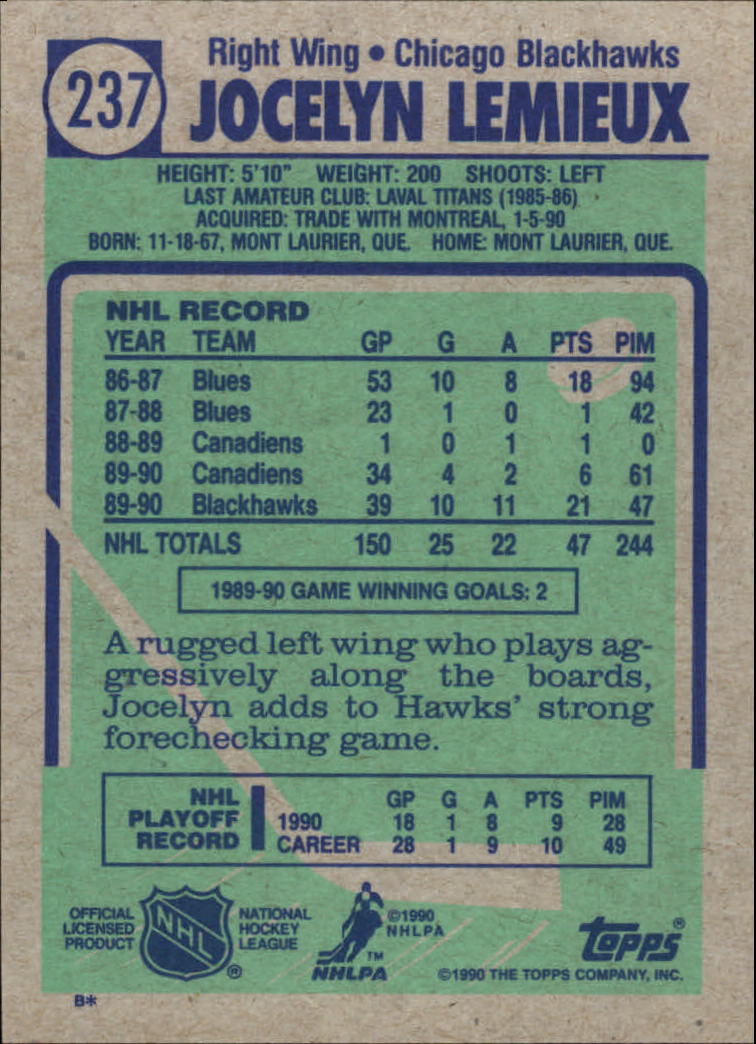 237
Right Wing • Chicago Blackhawks
JOCELYN LEMIEUX
HEIGHT: 5'10" WEIGHT: 200 SHOOTS: LEFT
LAST AMATEUR CLUB: LAVAL TITANS (1985-86)
ACQUIRED: TRADE WITH MONTREAL, 1-5-90
BORN: 11-18-67, MONT LAURIER, QUE. HOME: MONT LAURIER, QUE.
NHL RECORD
YEAR TEAM GP G A PTS PIM
86-87 Blues 53 10 8 18 94
87-88 Blues 23 1 0 1 42
88-89 Canadiens 1 0 1 1 0
89-90 Canadiens 34 4 2 6 61
89-90 Blackhawks 39 10 11 21 47
NHL TOTALS 150 25 22 47 244
1989-90 GAME WINNING GOALS: 2
A rugged left wing who plays ag-
gressively along the boards,
Jocelyn adds to Hawks' strong
forechecking game.
NHL PLAYOFF RECORD
GP G A PTS PIM
1990 18 1 8 9 28
CAREER 28 1 9 10 49
OFFICIAL
LICENSED
PRODUCT
NHL
®
NATIONAL
HOCKEY
LEAGUE
TM
NHLPA
©1990
NHLPA
topps®
©1990 THE TOPPS COMPANY, INC.
B*